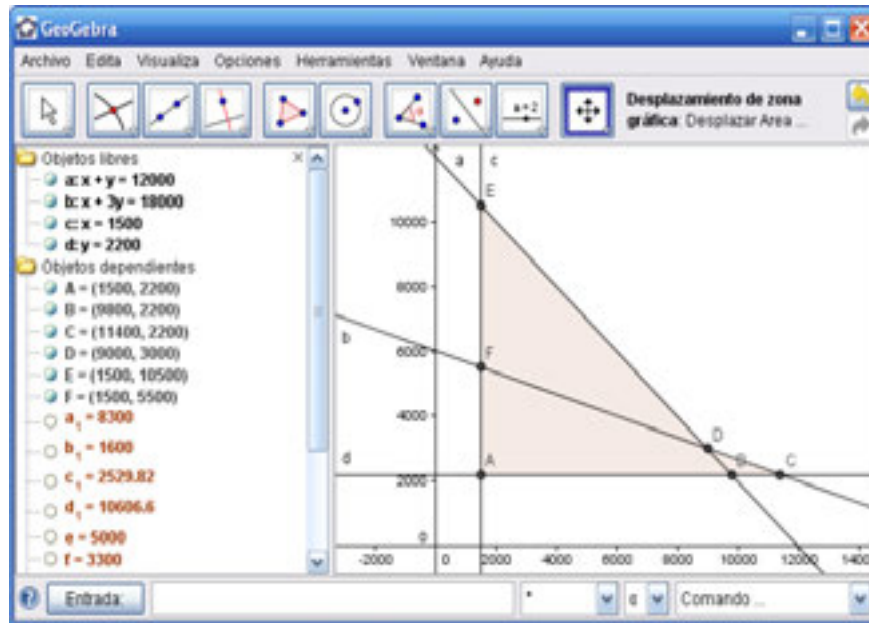 GeoGebra
Archivo Edita Visualiza Opciones Herramientas Ventana Ayuda
a+2
Desplazamiento de zona
gráfica: Desplazar Area ...
Objetos libres
a: x + y = 12000
b: x + 3y = 18000
c: x = 1500
d: y = 2200
Objetos dependientes
A = (1500, 2200)
B = (9800, 2200)
C = (11400, 2200)
D = (9000, 3000)
E = (1500, 10500)
F = (1500, 5500)
a₁ = 8300
b₁ = 1600
c₁ = 2529.82
d₁ = 10606.6
e = 5000
f = 3300
a c
E
10000
8000
b
6000
F
4000
D
d
A
B
C
2000
0
-2000 0 2000 4000 6000 8000 10000 12000 1400
Entrada:
Comando ...